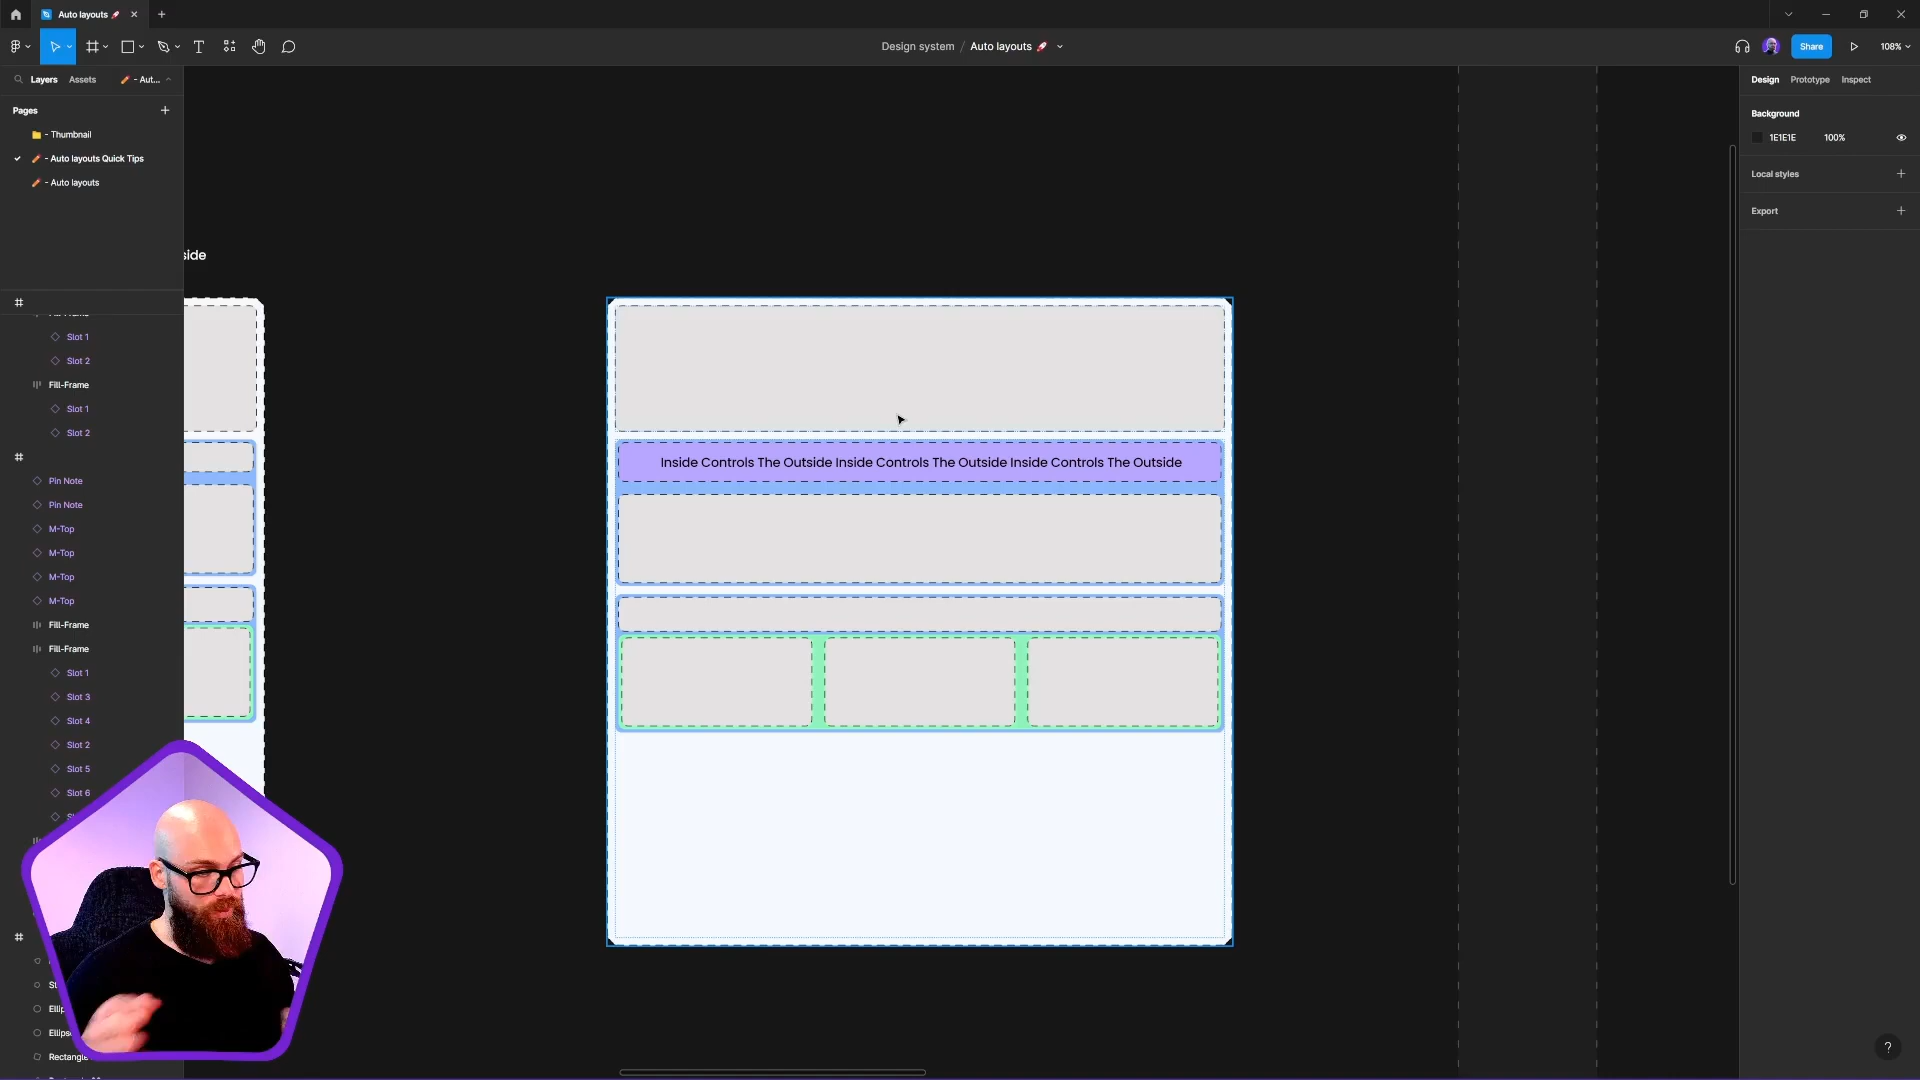 Auto layouts
Design system / Auto layouts
Share
108%
Layers
Assets
- Aut...
Design
Prototype
Inspect
Pages
Background
- Thumbnail
1E1E1E
100%
- Auto layouts Quick Tips
Local styles
- Auto layouts
Export
side
Slot 1
Slot 2
Fill-Frame
Slot 1
Slot 2
Inside Controls The Outside Inside Controls The Outside Inside Controls The Outside
Pin Note
Pin Note
M-Top
M-Top
M-Top
M-Top
Fill-Frame
Fill-Frame
Slot 1
Slot 3
Slot 4
Slot 2
Slot 5
Slot 6
Ellip
Ellips
Rectangle
?